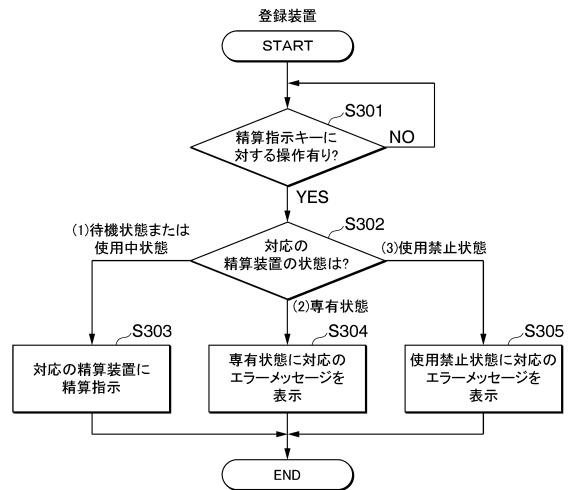 登録装置
START
S301
精算指示キーに
対する操作有り?
NO
YES
S302
(1)待機状態または
使用中状態
対応の
精算装置の状態は?
(3)使用禁止状態
(2)専有状態
S303
対応の精算装置に
精算指示
S304
専有状態に対応の
エラーメッセージを
表示
S305
使用禁止状態に対応の
エラーメッセージを
表示
END